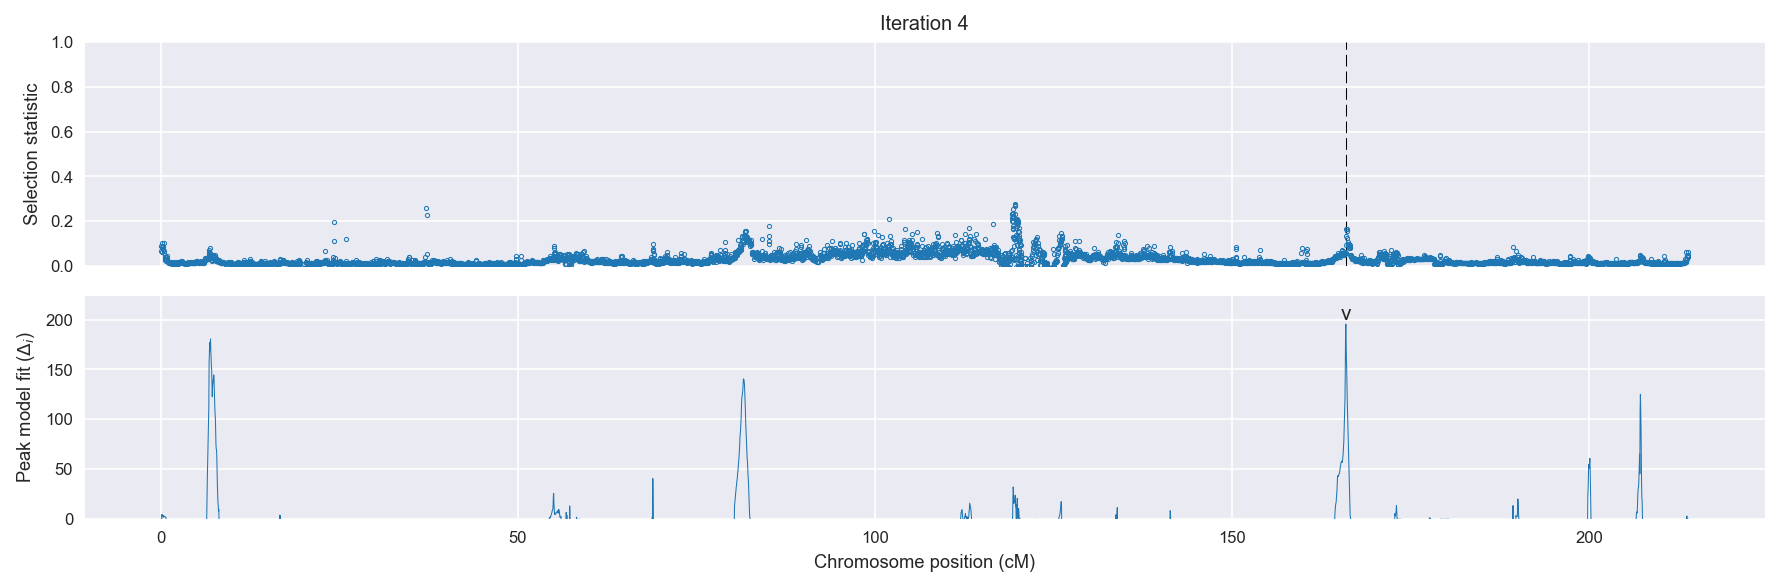 Iteration 4
1.0
0.8
0.6
0.4
0.2
0.0
Selection statistic
v
200
150
100
50
0
Peak model fit (Δi)
0 50 100 150 200
Chromosome position (cM)